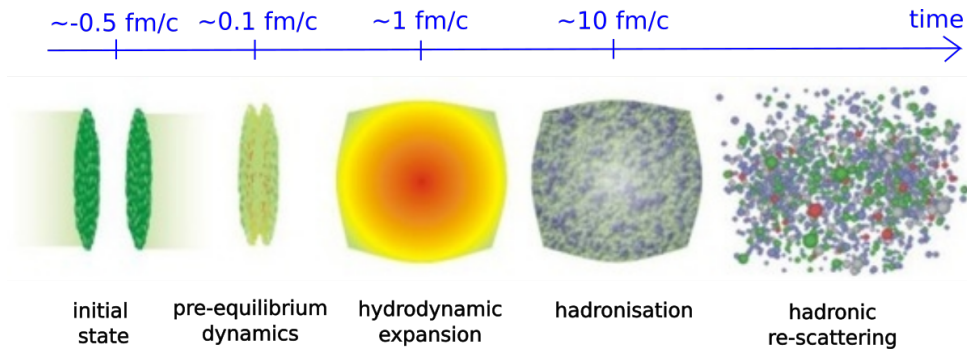 ~-0.5 fm/c ~0.1 fm/c ~1 fm/c ~10 fm/c time
initial
state
pre-equilibrium
dynamics
hydrodynamic
expansion
hadronisation
hadronic
re-scattering